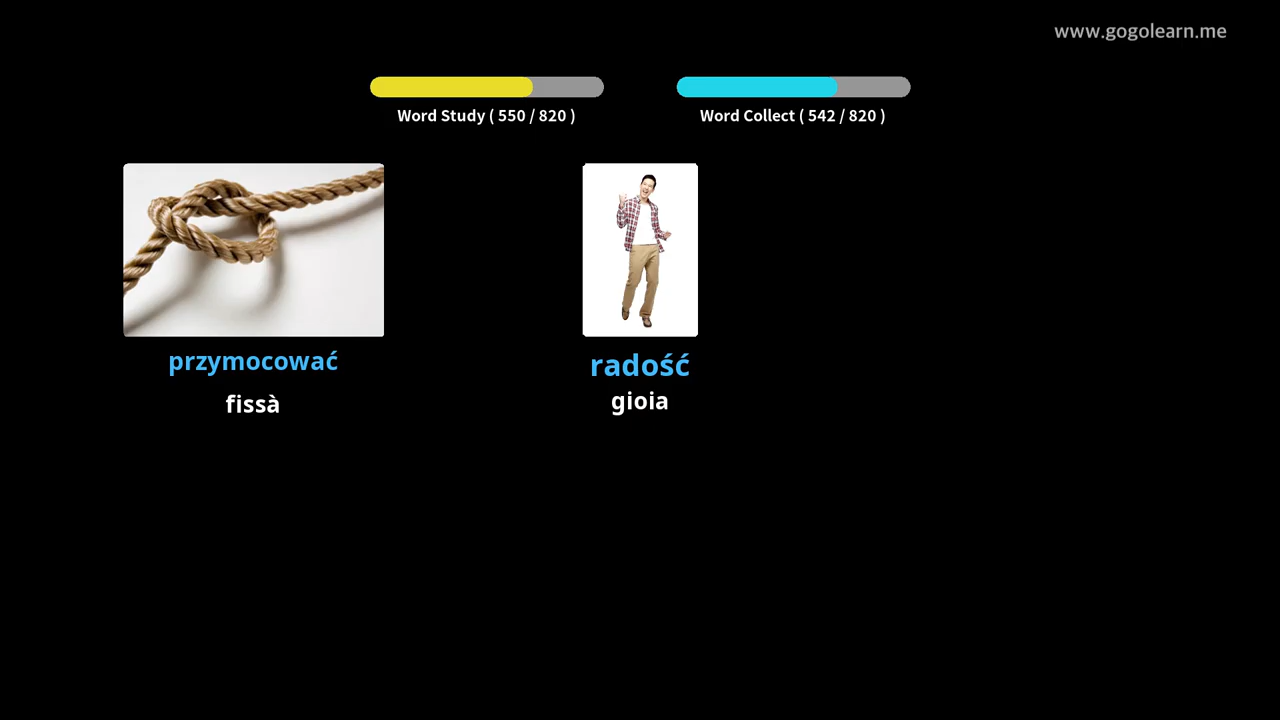 www.gogolearn.me
Word Study ( 550 / 820 )
Word Collect ( 542 / 820 )
przymocować
fissà
radość
gioia